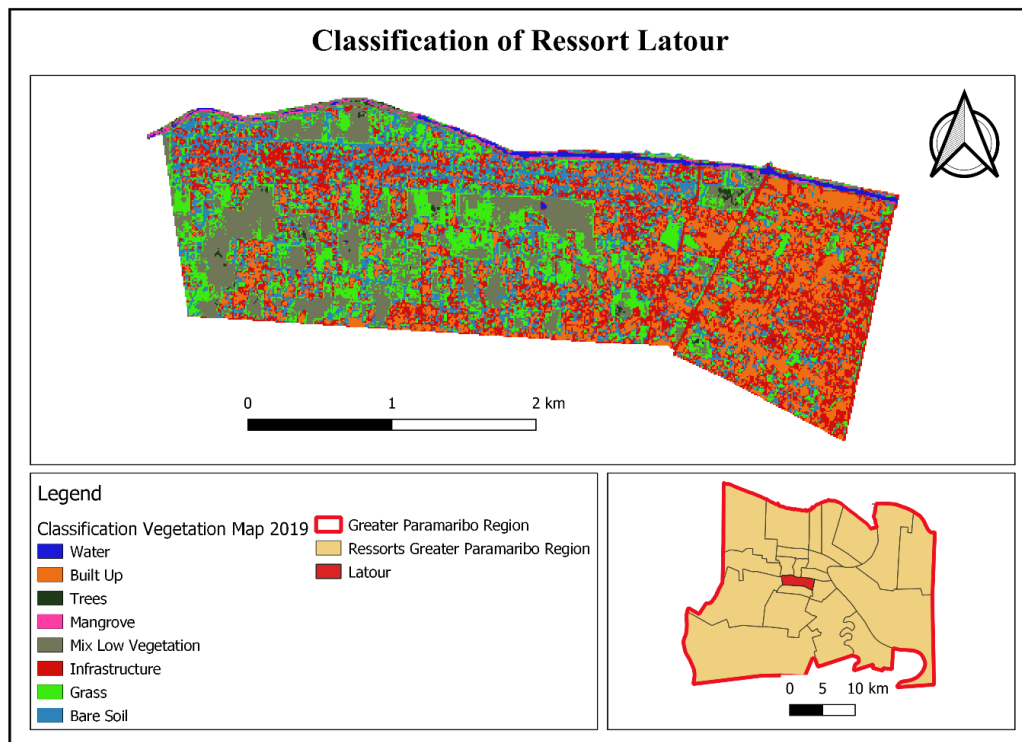 Classification of Ressort Latour
0 1 2 km
Legend
Classification Vegetation Map 2019
Water
Built Up
Trees
Mangrove
Mix Low Vegetation
Infrastructure
Grass
Bare Soil
Greater Paramaribo Region
Ressorts Greater Paramaribo Region
Latour
0 5 10 km